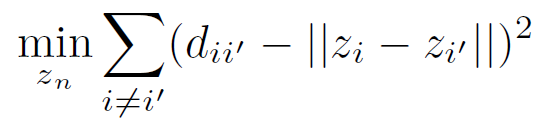 min_{z_n} ∑_{i≠i′} (d_{ii′} − ||z_i − z_{i′}||)²